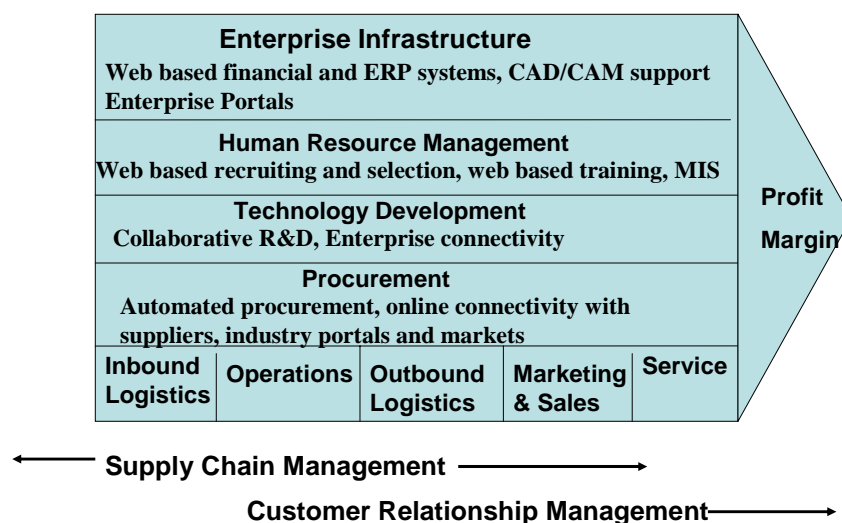 Enterprise Infrastructure
Web based financial and ERP systems, CAD/CAM support
Enterprise Portals
Human Resource Management
Web based recruiting and selection, web based training, MIS
Technology Development
Collaborative R&D, Enterprise connectivity
Procurement
Automated procurement, online connectivity with
suppliers, industry portals and markets
Inbound
Logistics
Operations
Outbound
Logistics
Marketing
& Sales
Service
Profit
Margin
Supply Chain Management
Customer Relationship Management